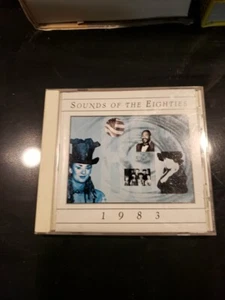 SOUNDS OF THE EIGHTIES
1983